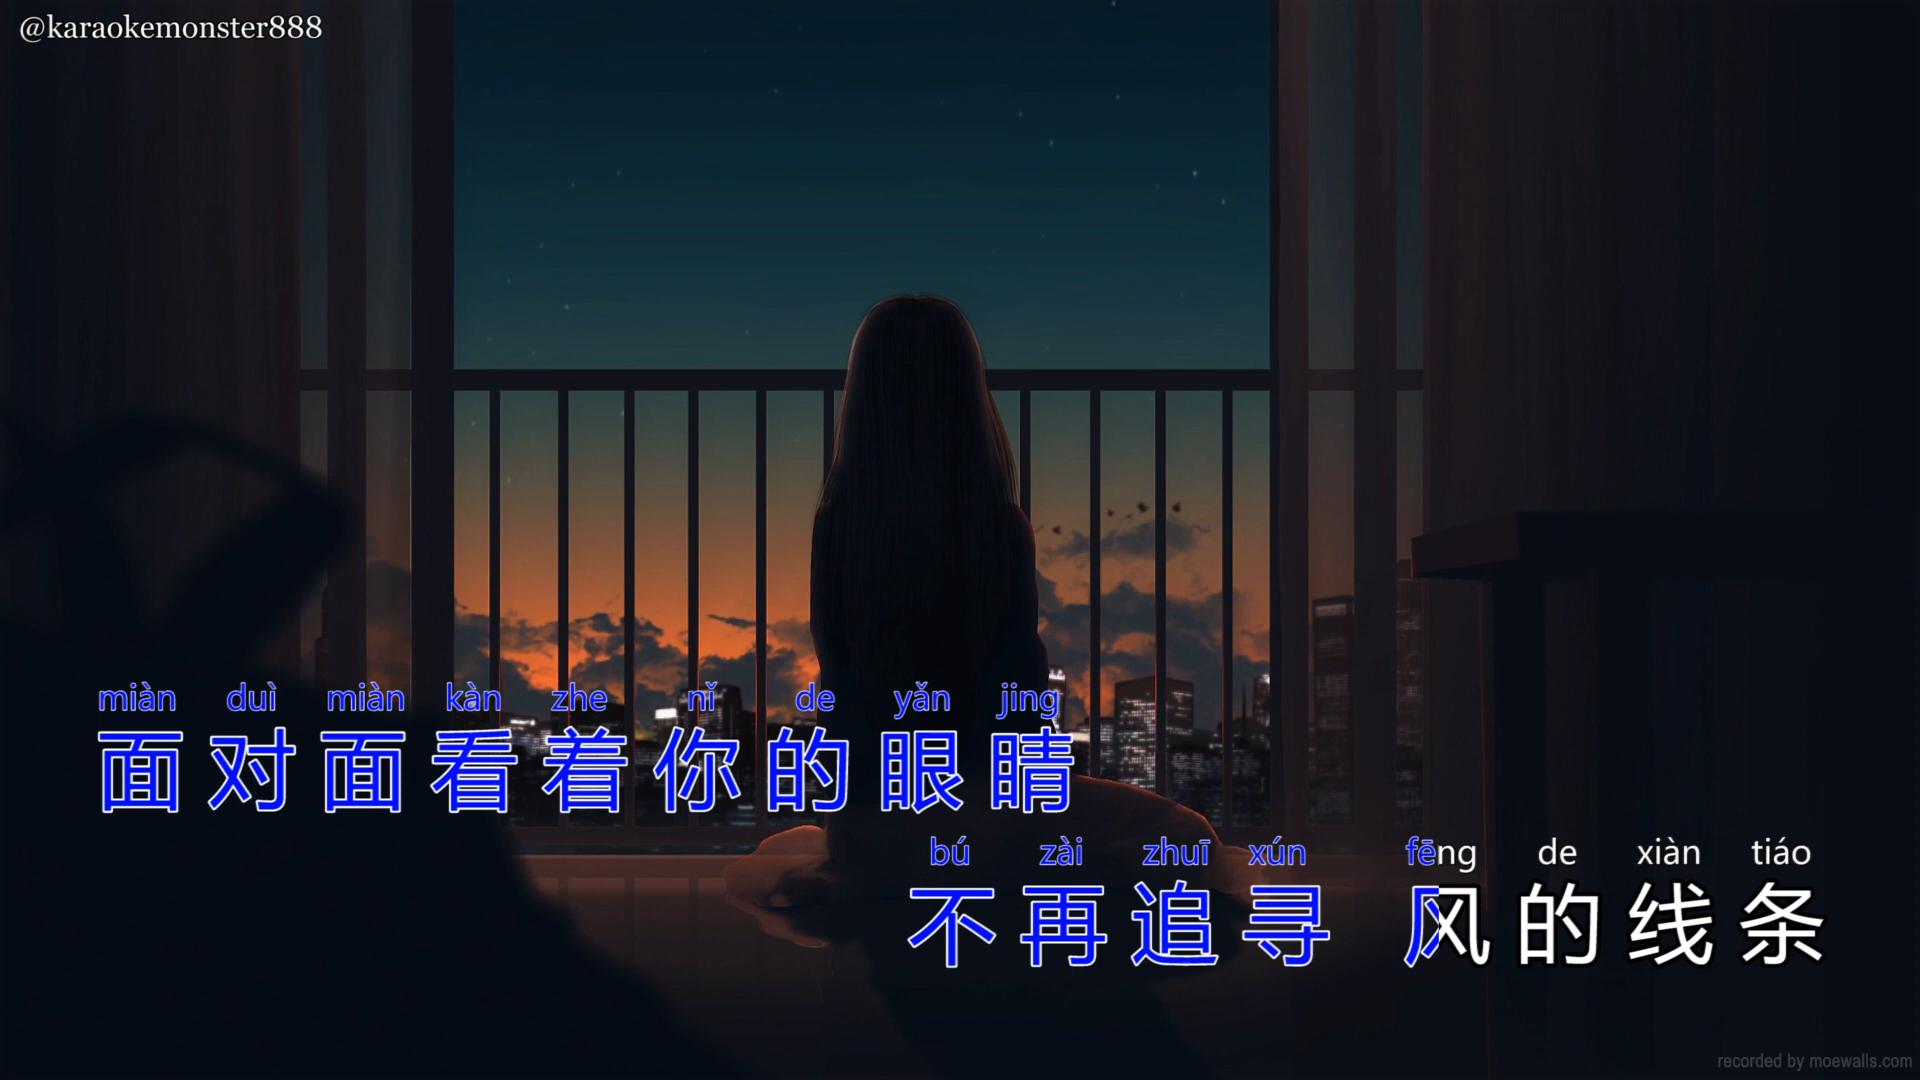 @karaokemonster888
miàn duì miàn kàn zhe nǐ de yǎn jing
面对面看着你的眼睛
bú zài zhuī xún fēng de xiàn tiáo
不再追寻 风的线条
recorded by moewalls.com